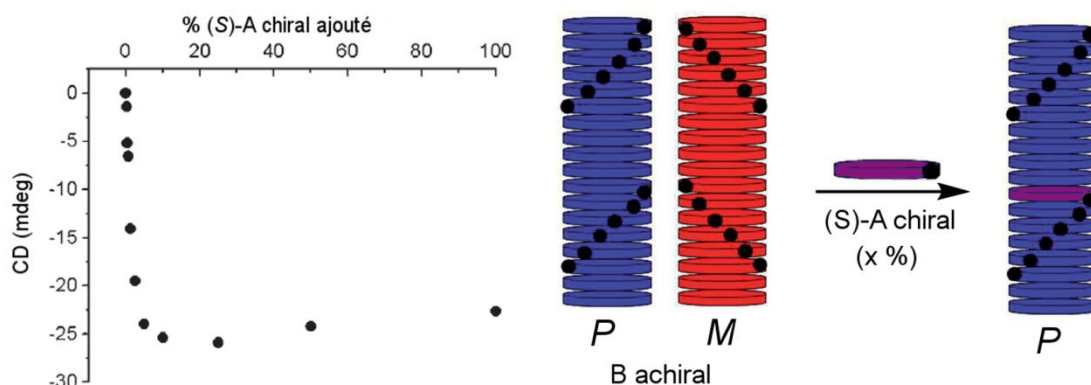 % (S)-A chiral ajouté
0 20 40 60 80 100
0
-5
-10
-15
-20
-25
-30
CD (mdeg)
P M
B achiral
(S)-A chiral
(x %)
P